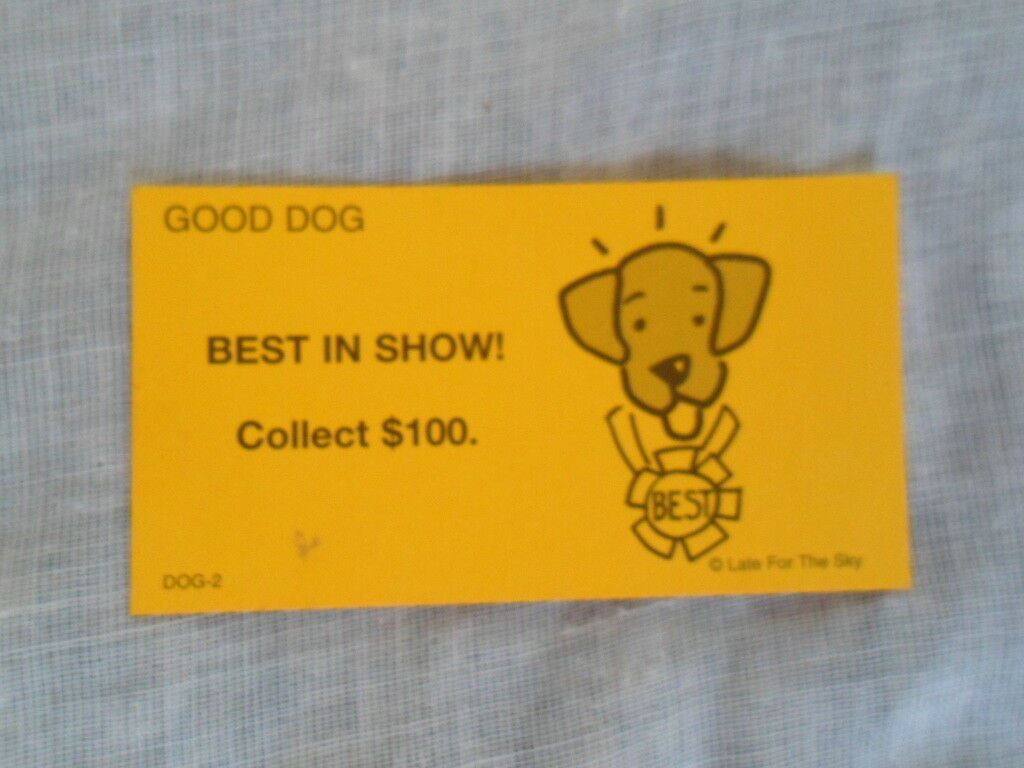 GOOD DOG
BEST IN SHOW!
Collect $100.
BEST
DOG-2
© Late For The Sky